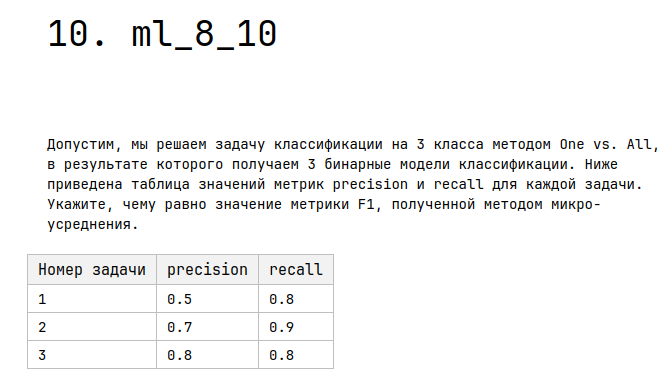 10. ml_8_10
Допустим, мы решаем задачу классификации на 3 класса методом One vs. All,
в результате которого получаем 3 бинарные модели классификации. Ниже
приведена таблица значений метрик precision и recall для каждой задачи.
Укажите, чему равно значение метрики F1, полученной методом микро-
усреднения.
Номер задачи precision recall
1 0.5 0.8
2 0.7 0.9
3 0.8 0.8